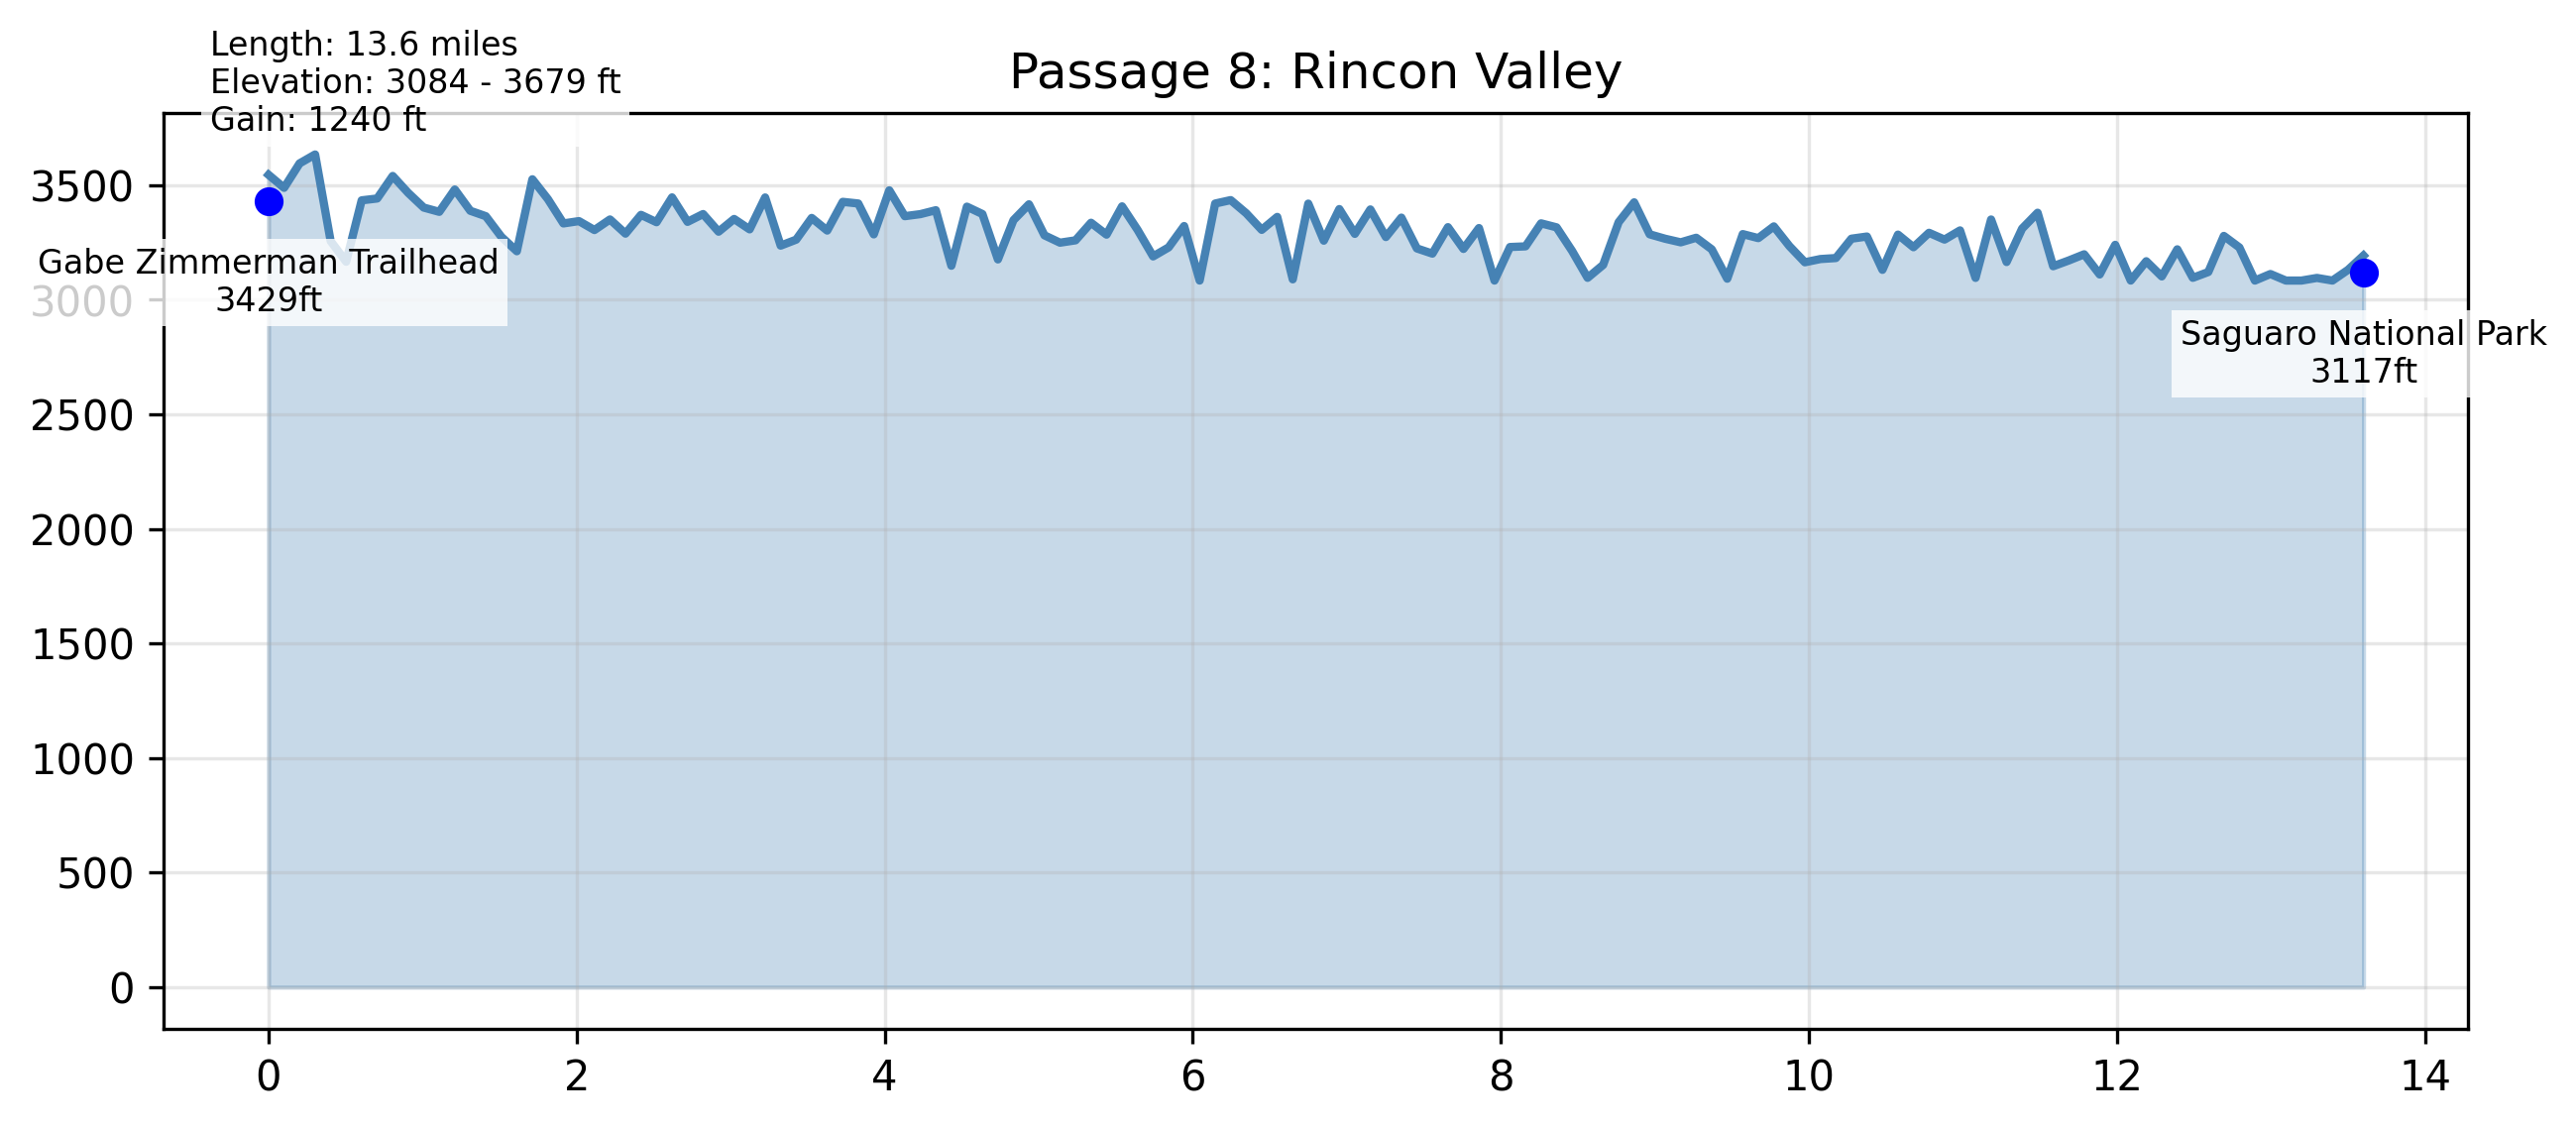 Length: 13.6 miles
Elevation: 3084 - 3679 ft
Gain: 1240 ft
Passage 8: Rincon Valley
3500
Gabe Zimmerman Trailhead
3429ft
3000
Saguaro National Park
3117ft
2500
2000
1500
1000
500
0
0 2 4 6 8 10 12 14